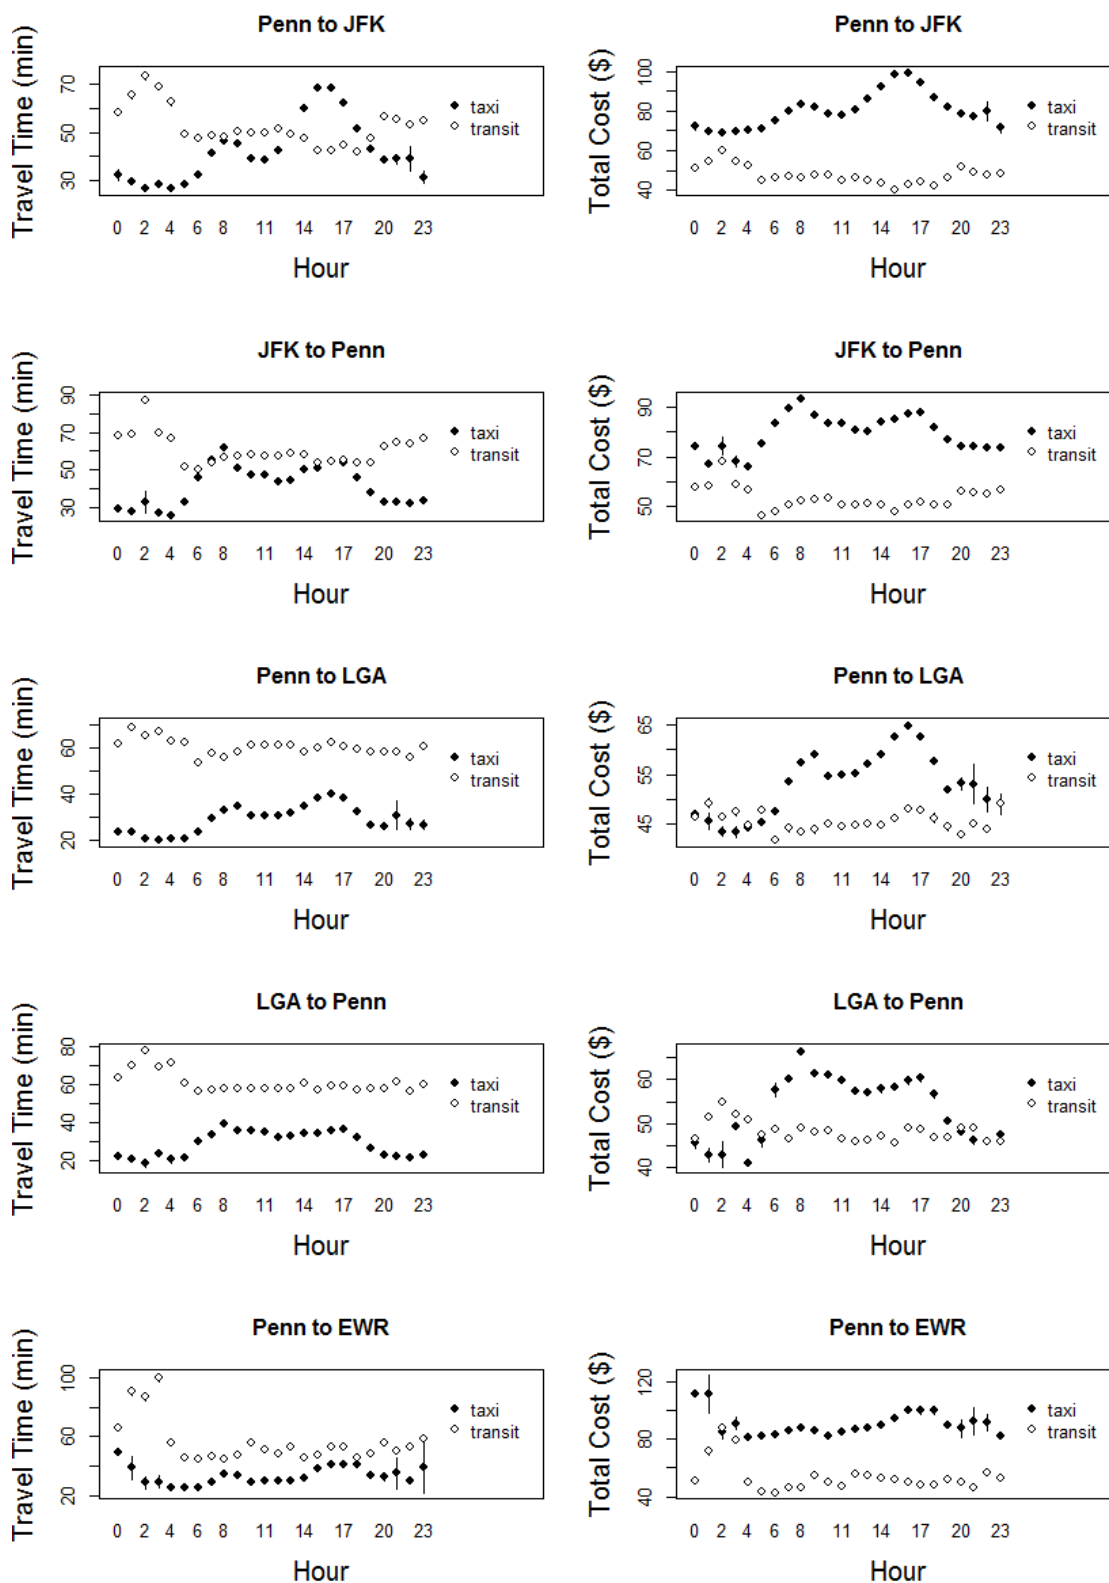 Penn to JFK
Travel Time (min)
70
50
30
taxi
transit
0 2 4 6 8 11 14 17 20 23
Hour
Penn to JFK
Total Cost ($)
100
80
60
40
taxi
transit
0 2 4 6 8 11 14 17 20 23
Hour
JFK to Penn
Travel Time (min)
90
70
50
30
taxi
transit
0 2 4 6 8 11 14 17 20 23
Hour
JFK to Penn
Total Cost ($)
90
70
50
taxi
transit
0 2 4 6 8 11 14 17 20 23
Hour
Penn to LGA
Travel Time (min)
60
40
20
taxi
transit
0 2 4 6 8 11 14 17 20 23
Hour
Penn to LGA
Total Cost ($)
65
55
45
taxi
transit
0 2 4 6 8 11 14 17 20 23
Hour
LGA to Penn
Travel Time (min)
80
60
40
20
taxi
transit
0 2 4 6 8 11 14 17 20 23
Hour
LGA to Penn
Total Cost ($)
60
50
40
taxi
transit
0 2 4 6 8 11 14 17 20 23
Hour
Penn to EWR
Travel Time (min)
100
60
20
taxi
transit
0 2 4 6 8 11 14 17 20 23
Hour
Penn to EWR
Total Cost ($)
120
80
40
taxi
transit
0 2 4 6 8 11 14 17 20 23
Hour